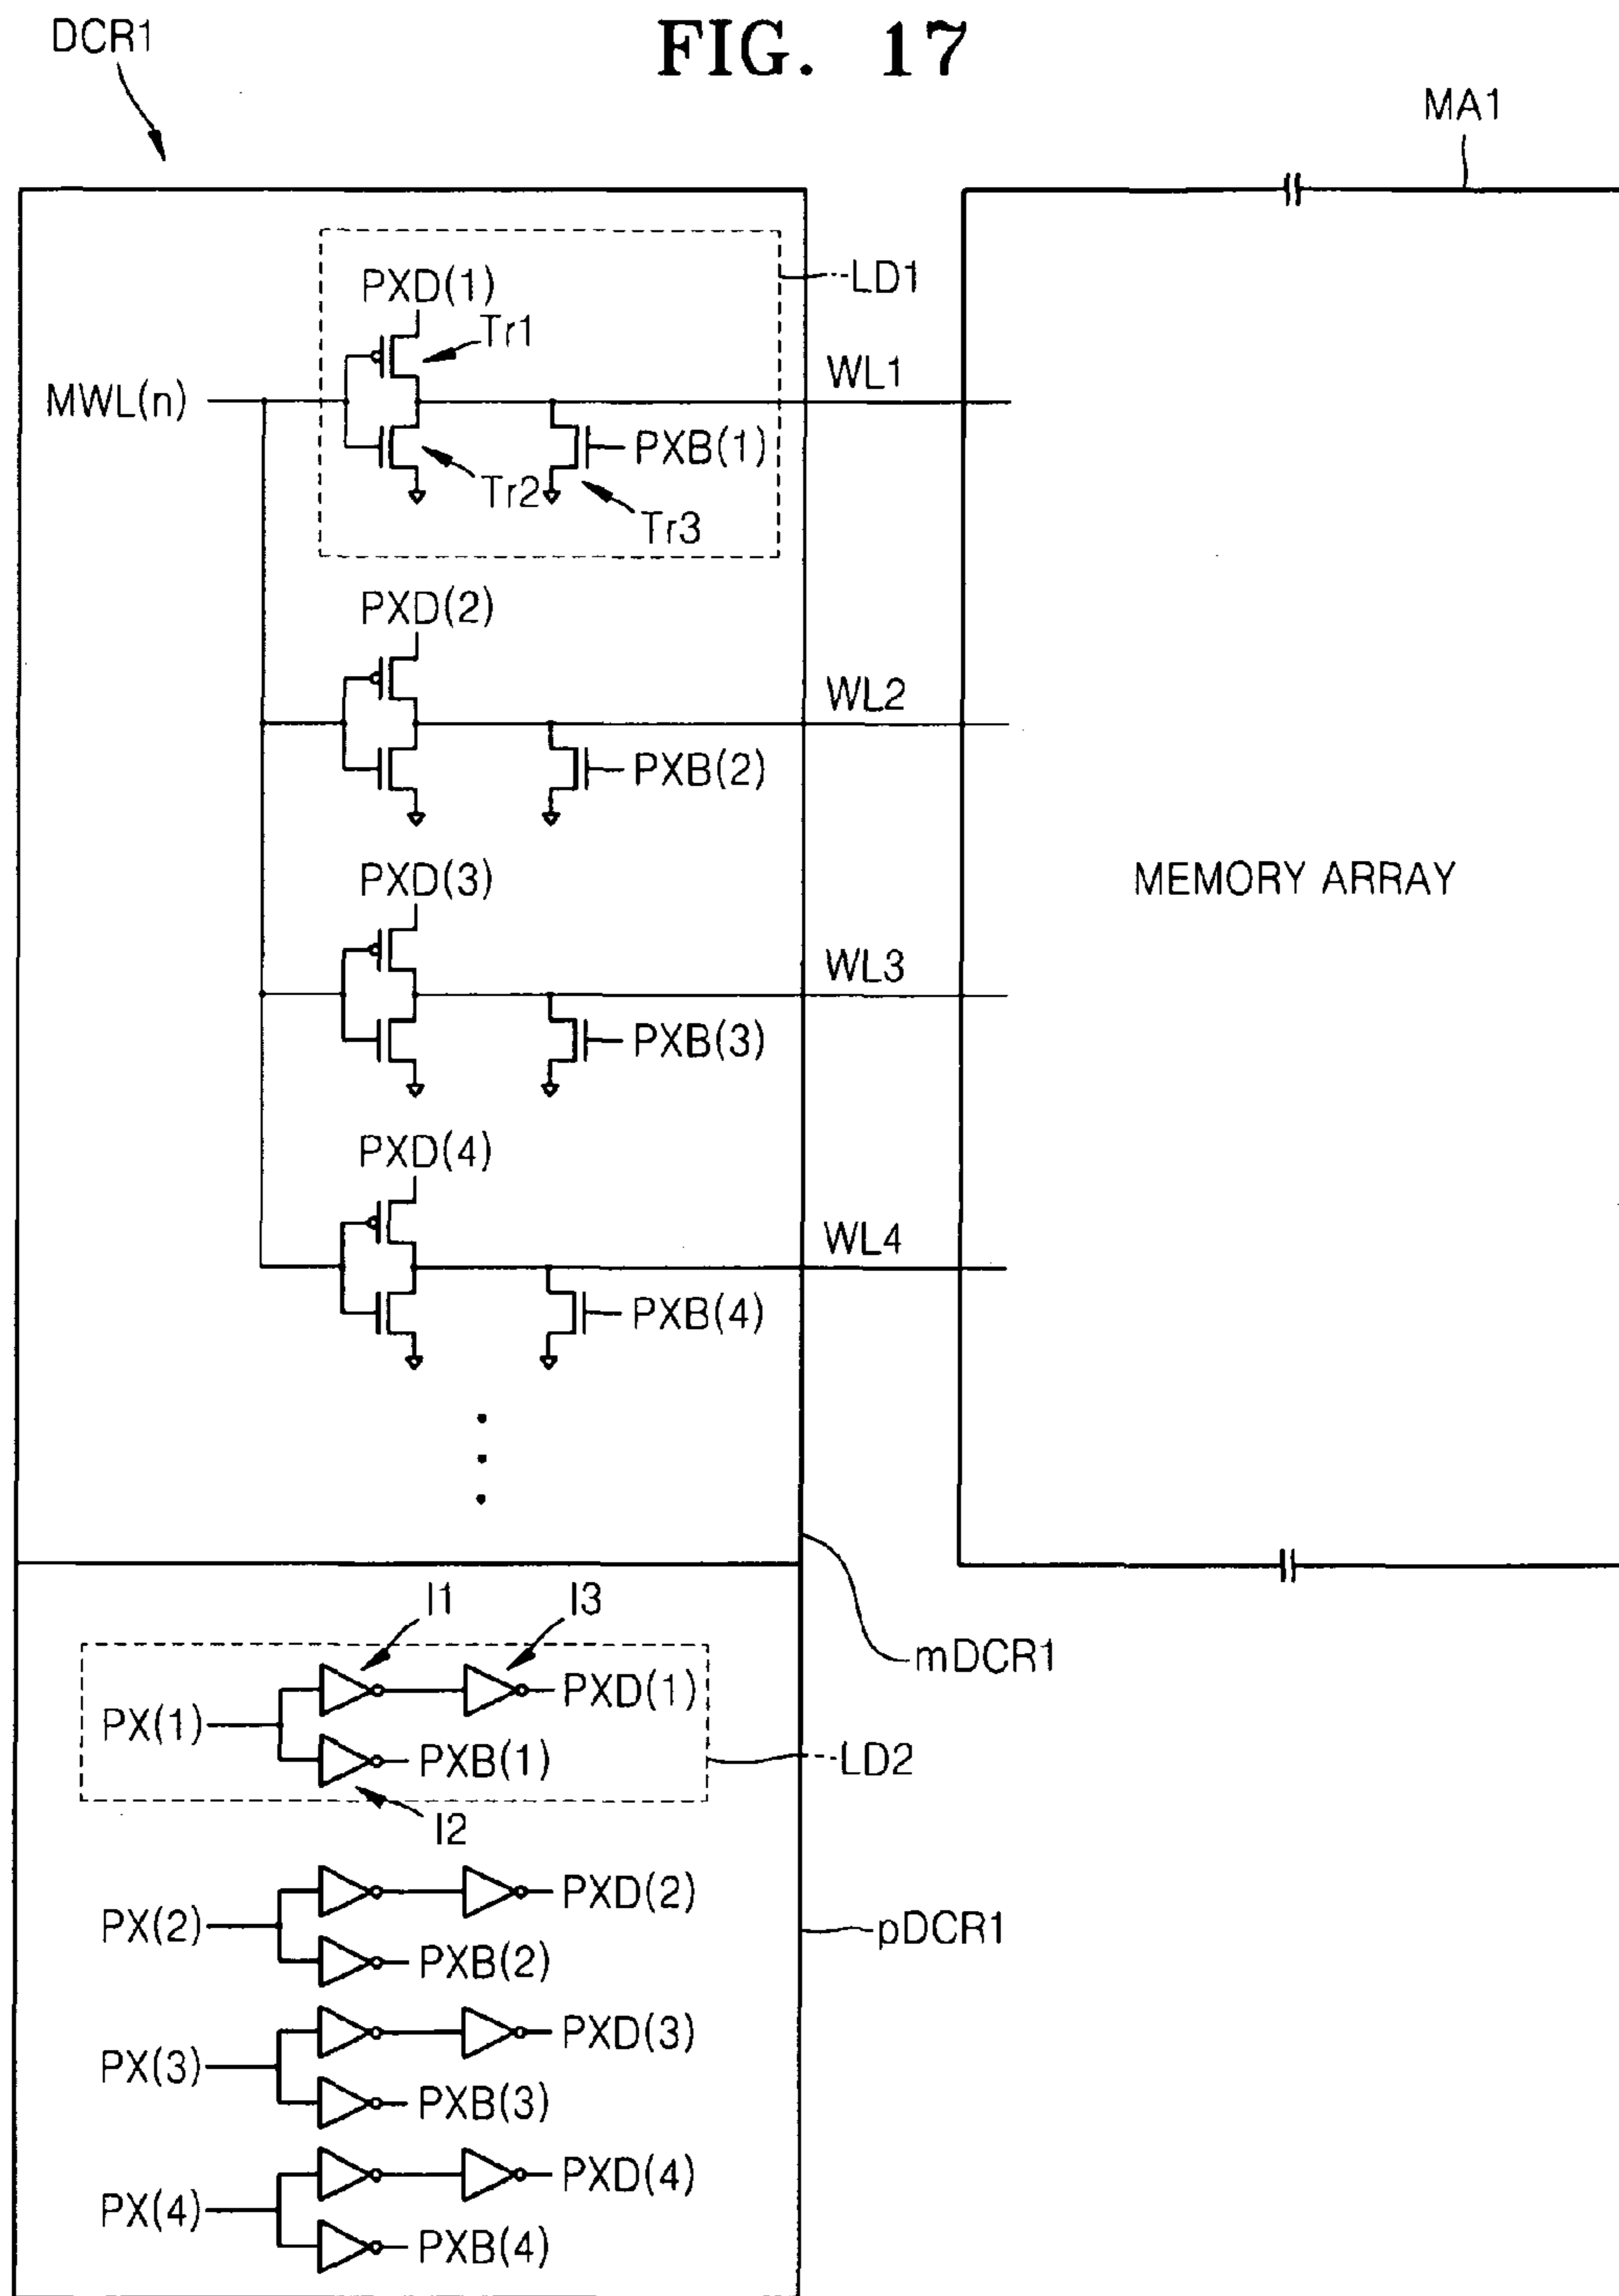 FIG. 17
DCR1
MA1
PXD(1)
LD1
Tr1
WL1
MWL(n)
PXB(1)
Tr2
Tr3
PXD(2)
WL2
PXB(2)
PXD(3)
MEMORY ARRAY
WL3
PXB(3)
PXD(4)
WL4
PXB(4)
I1
I3
mDCR1
PXD(1)
PX(1)
PXB(1)
LD2
I2
PXD(2)
PX(2)
pDCR1
PXB(2)
PXD(3)
PX(3)
PXB(3)
PXD(4)
PX(4)
PXB(4)